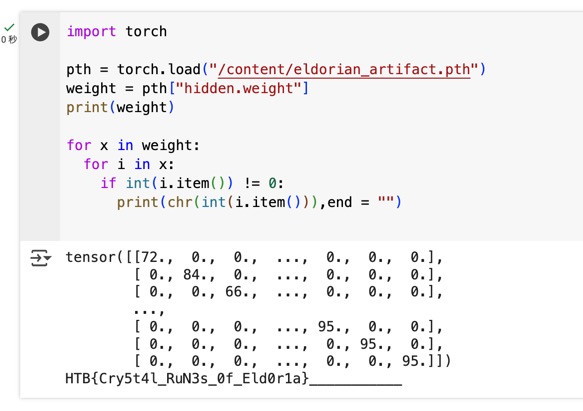 0 秒
import torch
pth = torch.load("/content/eldorian_artifact.pth")
weight = pth["hidden.weight"]
print(weight)
for x in weight:
  for i in x:
    if int(i.item()) != 0:
      print(chr(int(i.item())),end = "")
tensor([[72.,  0.,  0.,  ...,  0.,  0.,  0.],
        [ 0., 84.,  0.,  ...,  0.,  0.,  0.],
        [ 0.,  0., 66.,  ...,  0.,  0.,  0.],
        ...,
        [ 0.,  0.,  0.,  ..., 95.,  0.,  0.],
        [ 0.,  0.,  0.,  ...,  0., 95.,  0.],
        [ 0.,  0.,  0.,  ...,  0.,  0., 95.]])
HTB{Cry5t4l_RuN3s_0f_Eld0r1a}___________